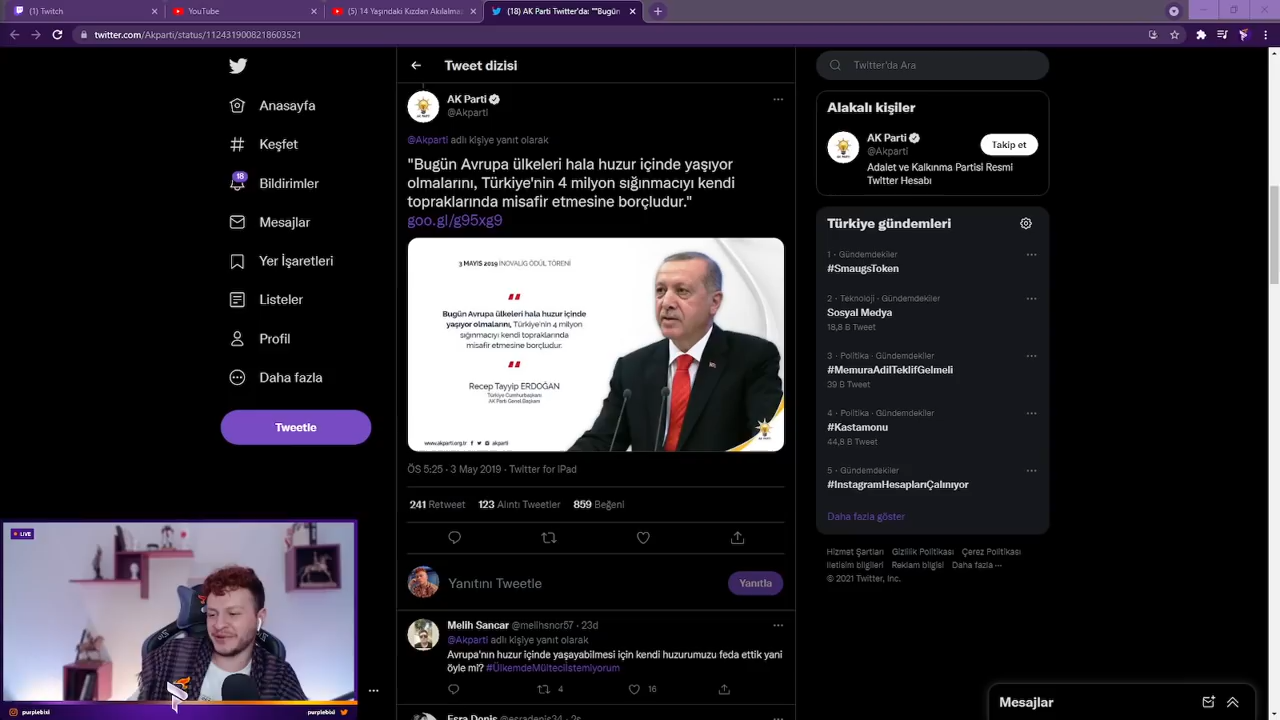 (1) Twitch
YouTube
(5) 14 Yaşındaki Kızdan Akılalmaz
(18) AK Parti Twitter'da: ""Bugün
twitter.com/Akparti/status/1124319008218603521
Anasayfa
Keşfet
18
Bildirimler
Mesajlar
Yer İşaretleri
Listeler
Profil
Daha fazla
Tweetle
Tweet dizisi
AK Parti
@Akparti
@Akparti adlı kişiye yanıt olarak
"Bugün Avrupa ülkeleri hala huzur içinde yaşıyor
olmalarını, Türkiye'nin 4 milyon sığınmacıyı kendi
topraklarında misafir etmesine borçludur."
goo.gl/g95xg9
3 MAYIS 2019 INOVALİG ÖDÜL TÖRENİ
Bugün Avrupa ülkeleri hala huzur içinde
yaşıyor olmalarını, Türkiye'nin 4 milyon
sığınmacıyı kendi topraklarında
misafir etmesine borçludur.
Recep Tayyip ERDOĞAN
Türkiye Cumhurbaşkanı
AK Parti Genel Başkanı
www.akparti.org.tr akparti
AK PARTİ
ÖS 5:25 · 3 May 2019 · Twitter for iPad
241 Retweet 123 Alıntı Tweetler 859 Beğeni
Yanıtını Tweetle
Yanıtla
Melih Sancar @melihsncr57 · 23d
@Akparti adlı kişiye yanıt olarak
Avrupa'nın huzur içinde yaşayabilmesi için kendi huzurumuzu feda ettik yani
öyle mi? #ÜlkemdeMülteciİstemiyorum
4 16
Esra Deniz @esradeniz34 · 2s
Twitter'da Ara
Alakalı kişiler
AK Parti
@Akparti
Takip et
Adalet ve Kalkınma Partisi Resmi
Twitter Hesabı
Türkiye gündemleri
1 · Gündemdekiler
#SmaugsToken
2 · Teknoloji · Gündemdekiler
Sosyal Medya
18,8 B Tweet
3 · Politika · Gündemdekiler
#MemuraAdilTeklifGelmeli
39 B Tweet
4 · Politika · Gündemdekiler
#Kastamonu
44,8 B Tweet
5 · Gündemdekiler
#InstagramHesaplarıÇalınıyor
Daha fazla göster
Hizmet Şartları Gizlilik Politikası Çerez Politikası
İletisim bilgileri Reklam bilgisi Daha fazla
© 2021 Twitter, Inc.
Mesajlar
LIVE
purplebixi
purplebixi